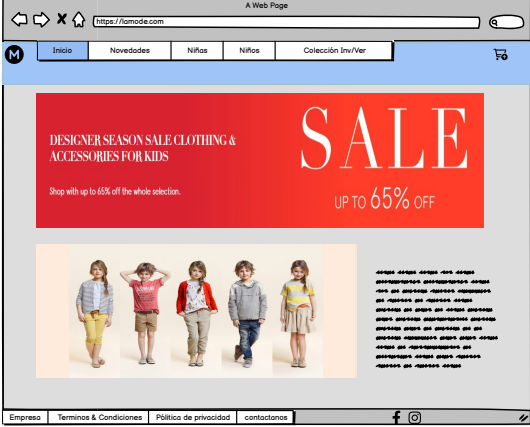 A Web Page
https://lamode.com
M
Inicio
Novedades
Niñas
Niños
Colección Inv/Ver
DESIGNER SEASON SALE CLOTHING &
ACCESSORIES FOR KIDS
Shop with up to 65% off the whole selection.
SALE
UP TO 65% OFF
Empresa
Terminos & Condiciones
Pólitica de privacidad
contactanos
f